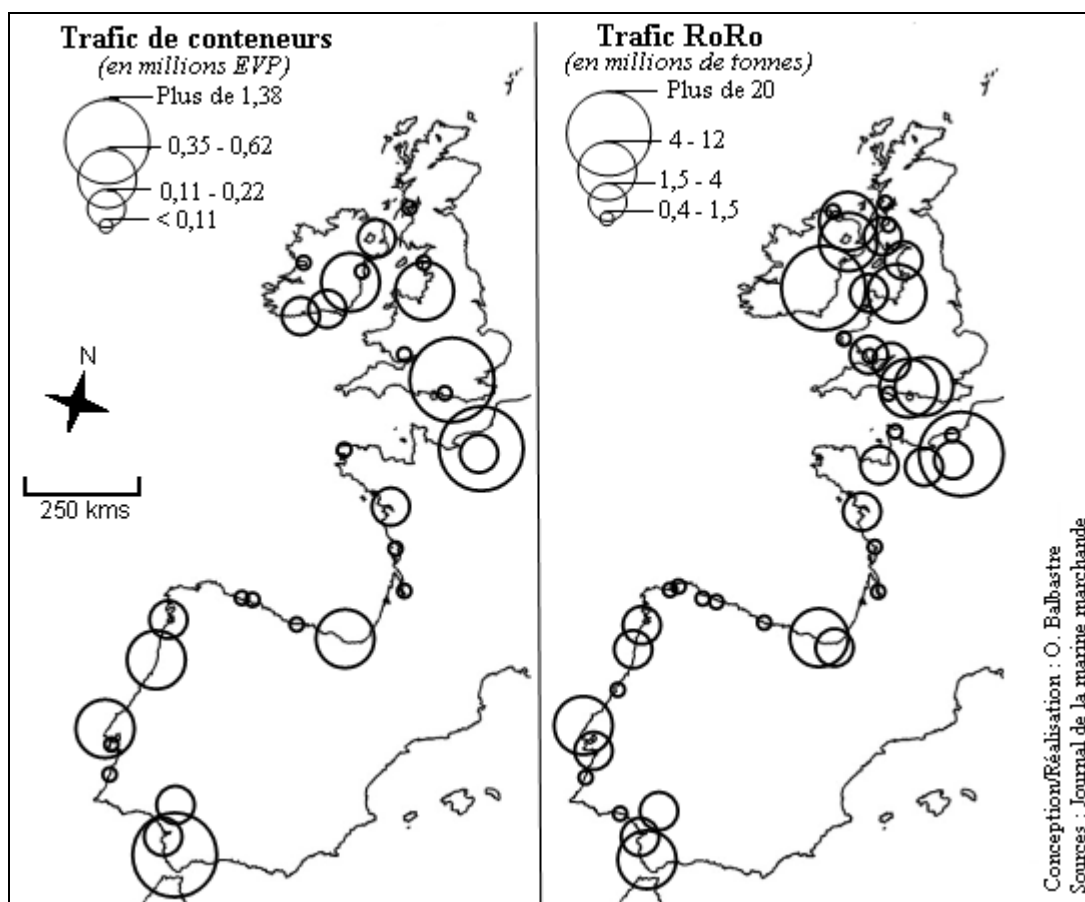 Trafic de conteneurs
(en millions EVP)
Plus de 1,38
0,35 - 0,62
0,11 - 0,22
< 0,11
N
250 kms
Trafic RoRo
(en millions de tonnes)
Plus de 20
4 - 12
1,5 - 4
0,4 - 1,5
Conception/Réalisation : O. Balbastre
Sources : Journal de la marine marchande